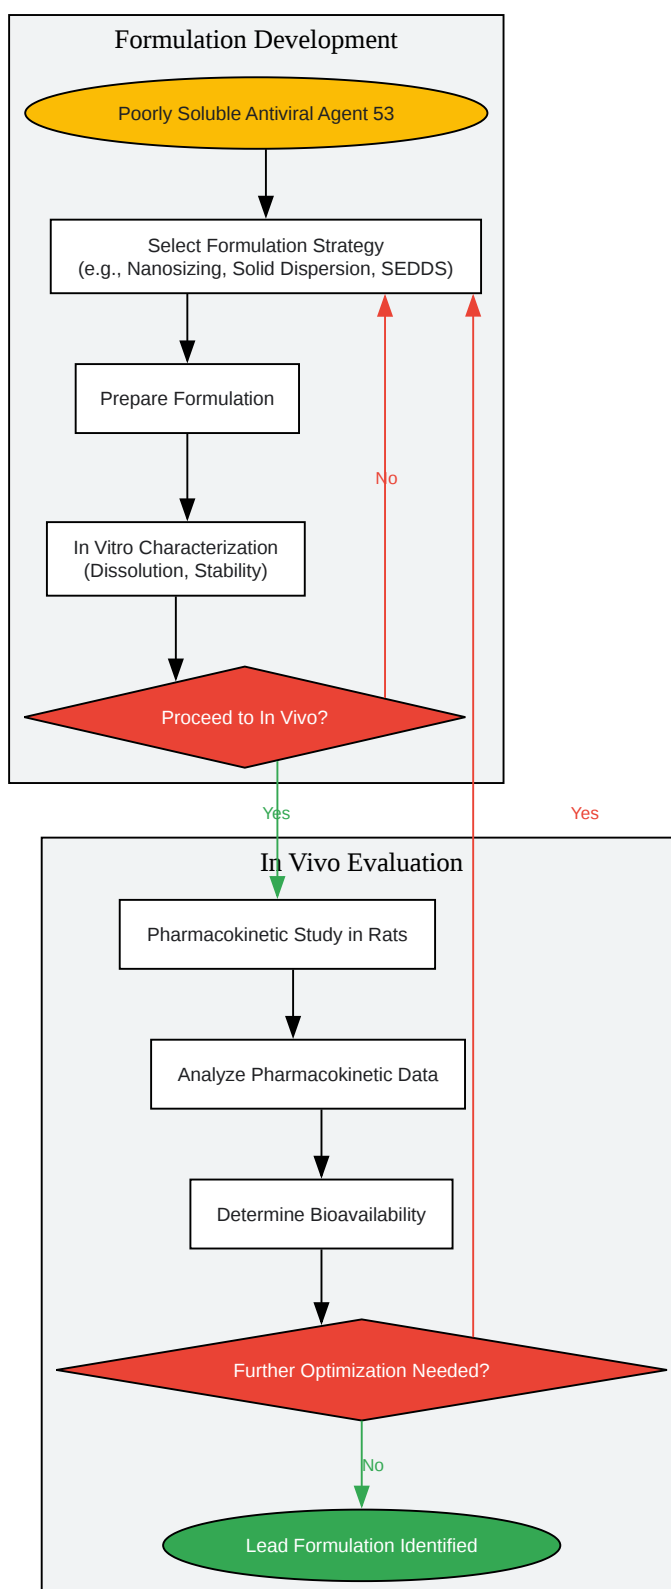 Formulation Development
Poorly Soluble Antiviral Agent 53
Select Formulation Strategy
(e.g., Nanosizing, Solid Dispersion, SEDDS)
Prepare Formulation
No
In Vitro Characterization
(Dissolution, Stability)
Proceed to In Vivo?
Yes
Yes
In Vivo Evaluation
Pharmacokinetic Study in Rats
Analyze Pharmacokinetic Data
Determine Bioavailability
Further Optimization Needed?
No
Lead Formulation Identified